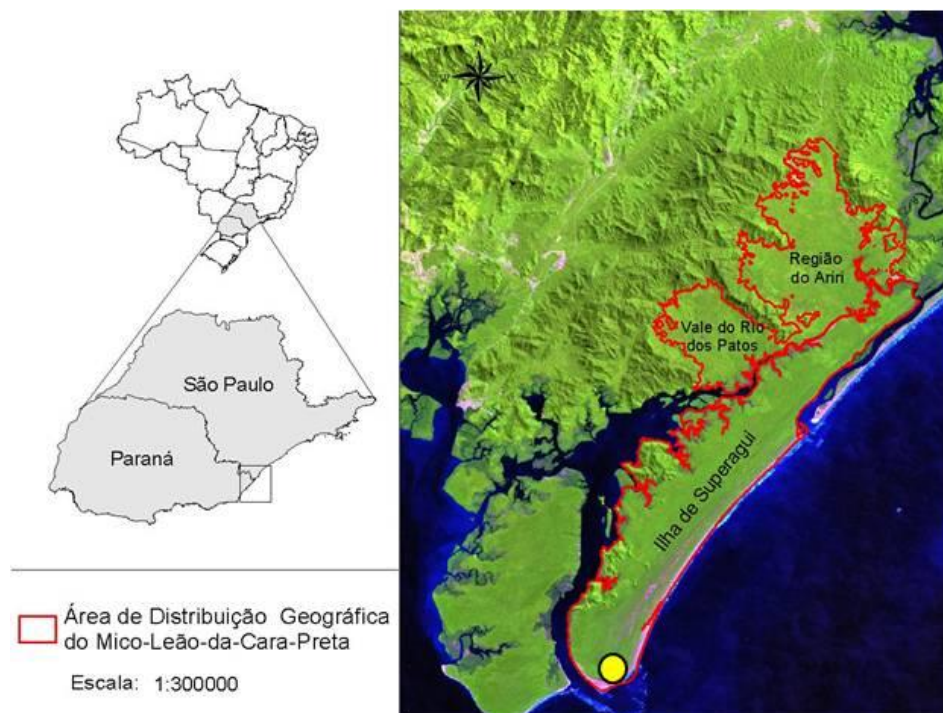 São Paulo
Paraná
Área de Distribuição Geográfica
do Mico-Leão-da-Cara-Preta
Escala: 1:300000
Região
do Ariri
Vale do Rio
dos Patos
Ilha de Superagui